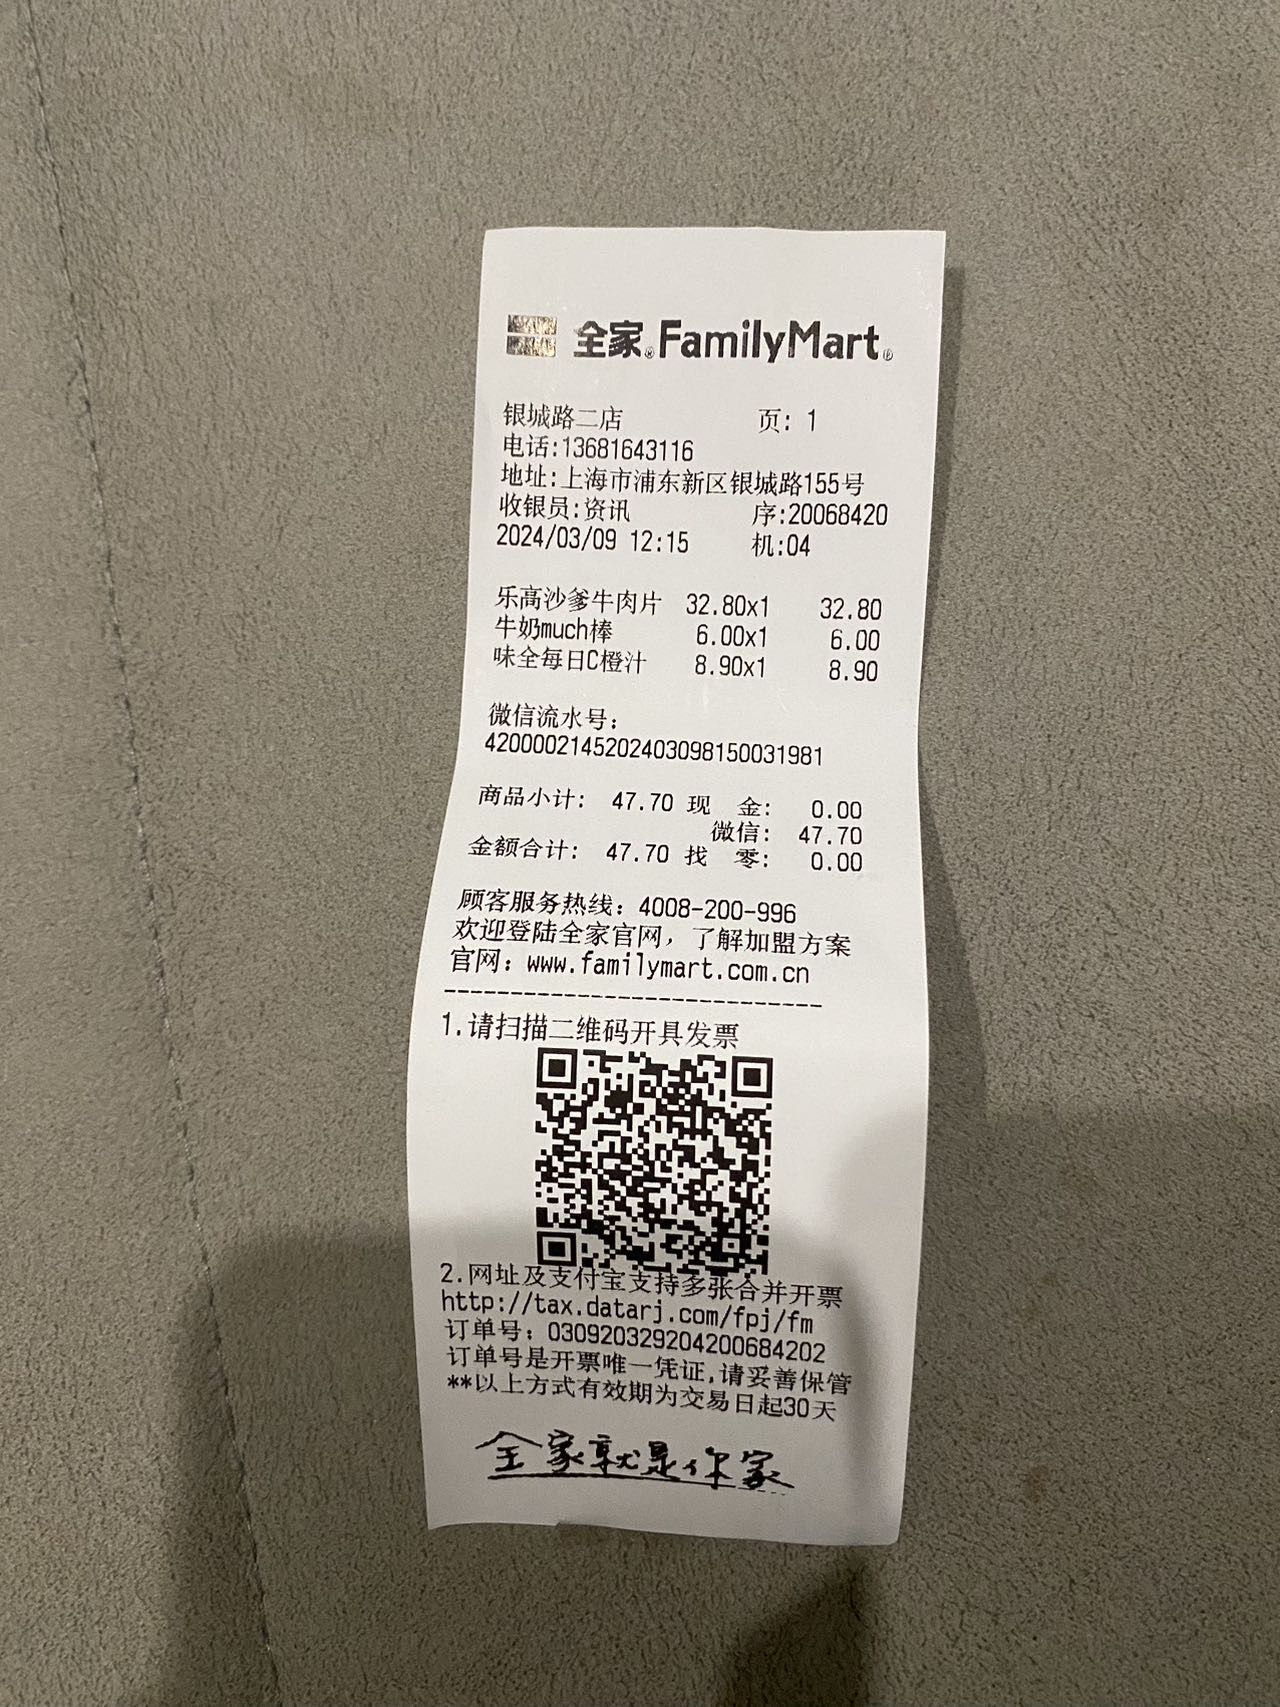 全家® FamilyMart®
银城路二店 页: 1
电话:13681643116
地址:上海市浦东新区银城路155号
收银员:资讯 序:20068420
2024/03/09 12:15 机:04
乐高沙爹牛肉片 32.80x1 32.80
牛奶much棒 6.00x1 6.00
味全每日C橙汁 8.90x1 8.90
微信流水号:
4200002145202403098150031981
商品小计: 47.70 现 金: 0.00
微信: 47.70
金额合计: 47.70 找 零: 0.00
顾客服务热线: 4008-200-996
欢迎登陆全家官网, 了解加盟方案
官网: www.familymart.com.cn
----------------------------
1.请扫描二维码开具发票
2.网址及支付宝支持多张合并开票
http://tax.datarj.com/fpj/fm
订单号: 030920329204200684202
订单号是开票唯一凭证,请妥善保管
**以上方式有效期为交易日起30天
全家就是你家